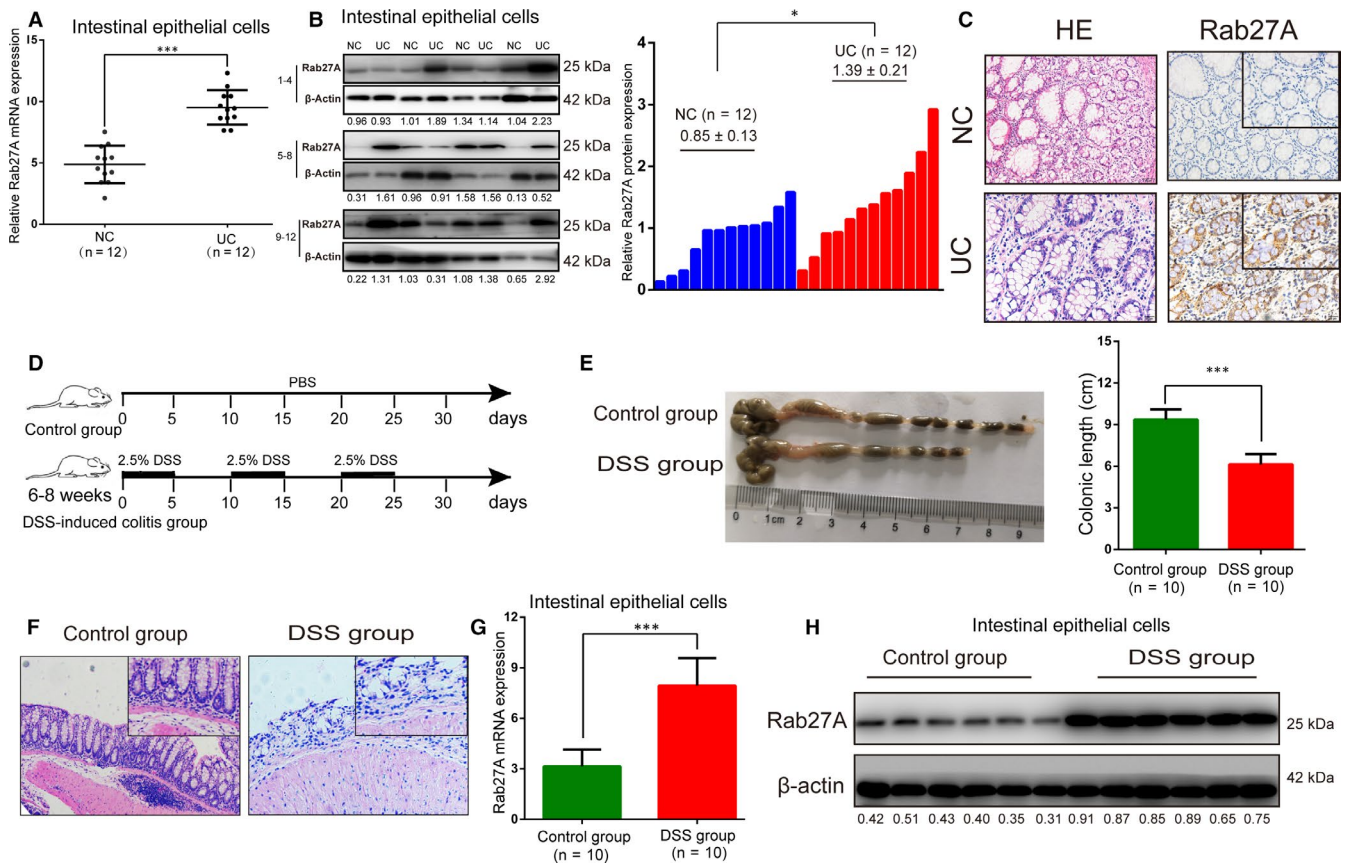 A
Intestinal epithelial cells
***
Relative Rab27A mRNA expression
15
10
5
0
NC
(n = 12)
UC
(n = 12)
B
Intestinal epithelial cells
NC UC NC UC NC UC NC UC
1-4
Rab27A
25 kDa
β-Actin
42 kDa
0.96 0.93 1.01 1.89 1.34 1.14 1.04 2.23
5-8
Rab27A
25 kDa
β-Actin
42 kDa
0.31 1.61 0.96 0.91 1.58 1.56 0.13 0.52
9-12
Rab27A
25 kDa
β-Actin
42 kDa
0.22 1.31 1.03 0.31 1.08 1.38 0.65 2.92
*
UC (n = 12)
1.39 ± 0.21
NC (n = 12)
0.85 ± 0.13
Relative Rab27A protein expression
4
3
2
1
0
C
HE
Rab27A
NC
UC
D
PBS
0 5 10 15 20 25 30 days
Control group
2.5% DSS 2.5% DSS 2.5% DSS
0 5 10 15 20 25 30 days
6-8 weeks
DSS-induced colitis group
E
Control group
DSS group
0 1cm 2 3 4 5 6 7 8 9
***
Colonic length (cm)
15
12
9
6
3
0
Control group
(n = 10)
DSS group
(n = 10)
F
Control group
DSS group
G
Intestinal epithelial cells
***
Rab27A mRNA expression
12
9
6
3
0
Control group
(n = 10)
DSS group
(n = 10)
H
Intestinal epithelial cells
Control group
DSS group
Rab27A
25 kDa
β-actin
42 kDa
0.42 0.51 0.43 0.40 0.35 0.31 0.91 0.87 0.85 0.89 0.65 0.75